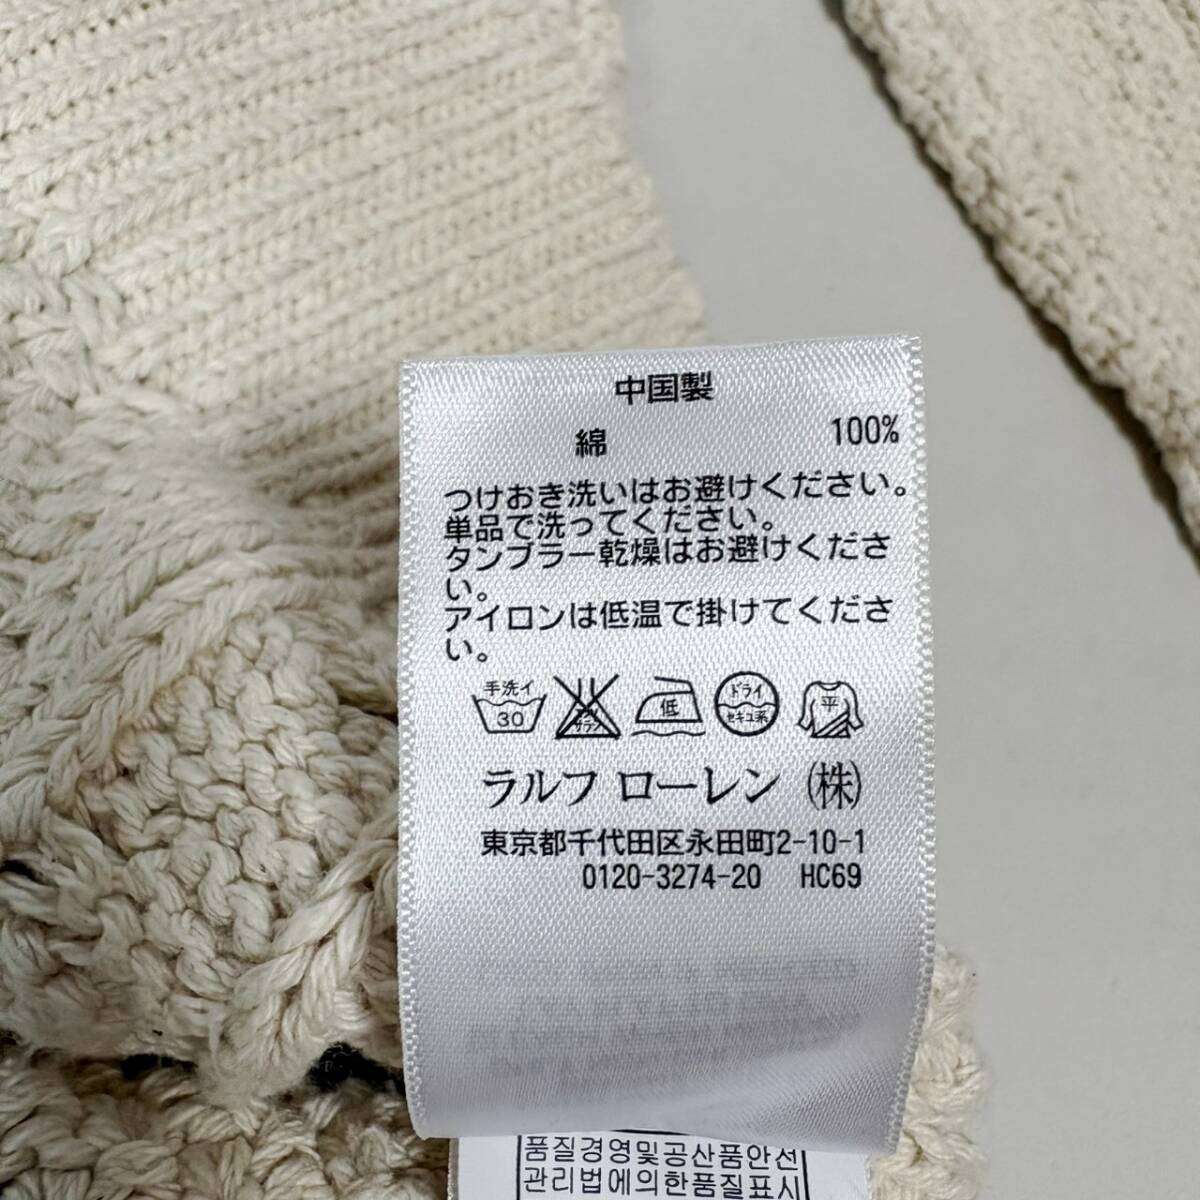 中国製
綿 100%
つけおき洗いはお避けください。
単品で洗ってください。
タンブラー乾燥はお避けくださ
い。
アイロンは低温で掛けてくださ
い。
手洗イ
30
低
ドライ
セキユ系
平
ラルフ ローレン (株)
東京都千代田区永田町2-10-1
0120-3274-20 HC69
품질경영및공산품안전
관리법에의한품질표시